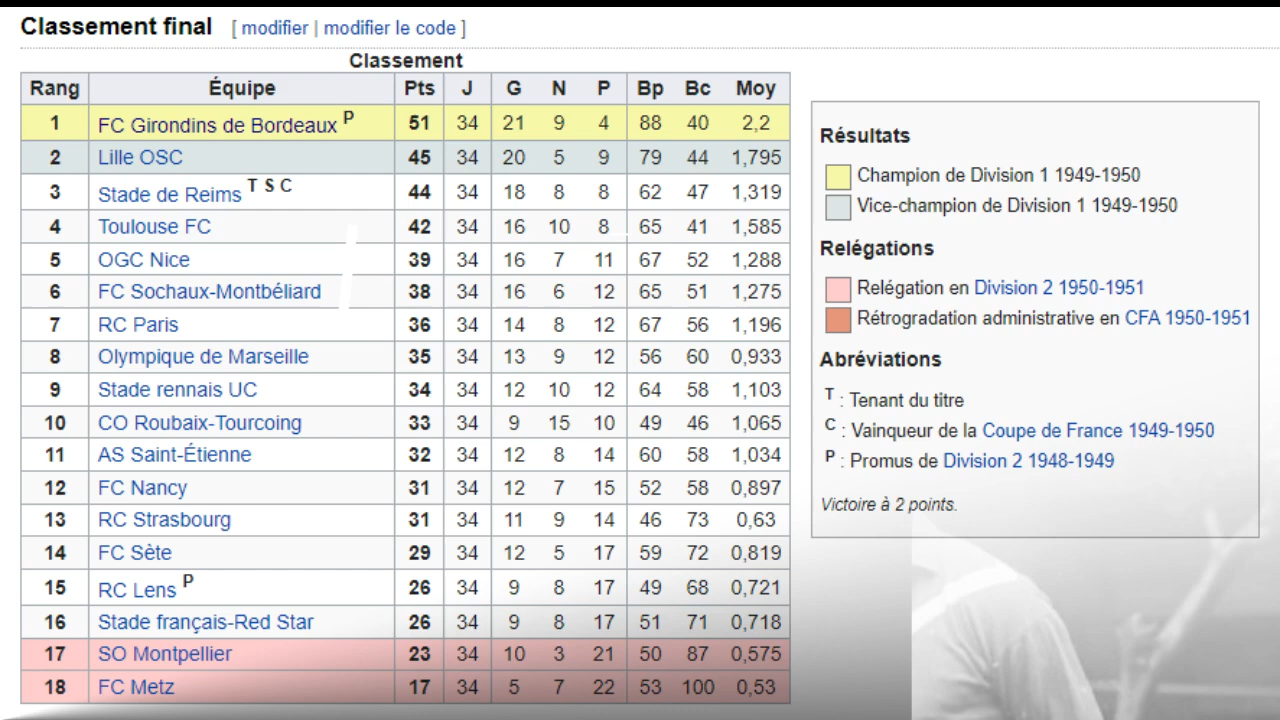 Classement final [ modifier | modifier le code ]
Classement
Rang Équipe Pts J G N P Bp Bc Moy
1 FC Girondins de Bordeaux P 51 34 21 9 4 88 40 2,2
2 Lille OSC 45 34 20 5 9 79 44 1,795
3 Stade de Reims T S C 44 34 18 8 8 62 47 1,319
4 Toulouse FC 42 34 16 10 8 65 41 1,585
5 OGC Nice 39 34 16 7 11 67 52 1,288
6 FC Sochaux-Montbéliard 38 34 16 6 12 65 51 1,275
7 RC Paris 36 34 14 8 12 67 56 1,196
8 Olympique de Marseille 35 34 13 9 12 56 60 0,933
9 Stade rennais UC 34 34 12 10 12 64 58 1,103
10 CO Roubaix-Tourcoing 33 34 9 15 10 49 46 1,065
11 AS Saint-Étienne 32 34 12 8 14 60 58 1,034
12 FC Nancy 31 34 12 7 15 52 58 0,897
13 RC Strasbourg 31 34 11 9 14 46 73 0,63
14 FC Sète 29 34 12 5 17 59 72 0,819
15 RC Lens P 26 34 9 8 17 49 68 0,721
16 Stade français-Red Star 26 34 9 8 17 51 71 0,718
17 SO Montpellier 23 34 10 3 21 50 87 0,575
18 FC Metz 17 34 5 7 22 53 100 0,53
Résultats
Champion de Division 1 1949-1950
Vice-champion de Division 1 1949-1950
Relégations
Relégation en Division 2 1950-1951
Rétrogradation administrative en CFA 1950-1951
Abréviations
T : Tenant du titre
C : Vainqueur de la Coupe de France 1949-1950
P : Promus de Division 2 1948-1949
Victoire à 2 points.